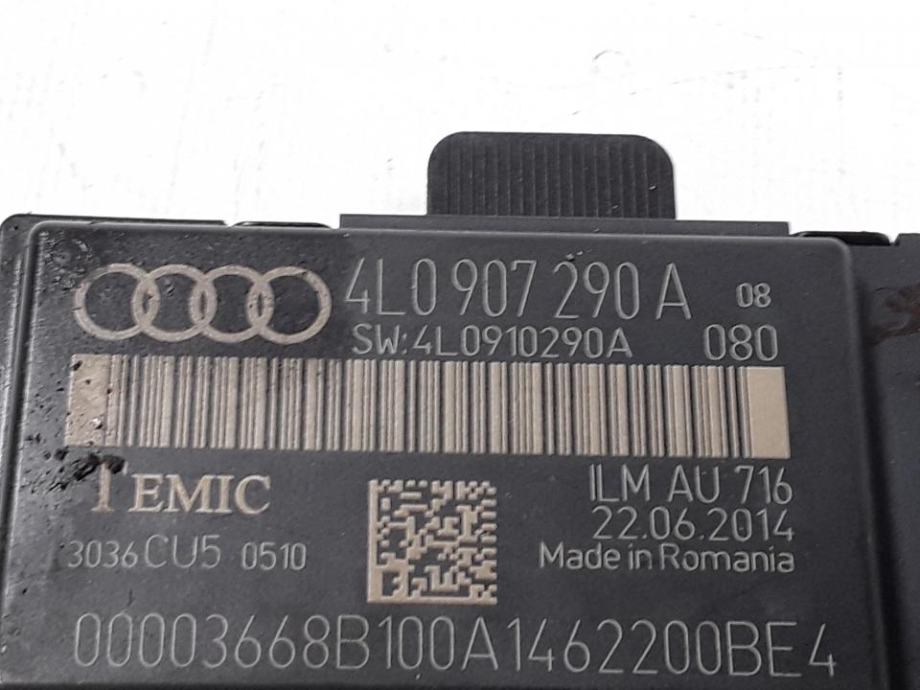 4L0 907 290 A 08
SW:4L0910290A 080
TEMIC
3036CU5 0510
ILM AU 716
22.06.2014
Made in Romania
00003668B100A1462200BE4